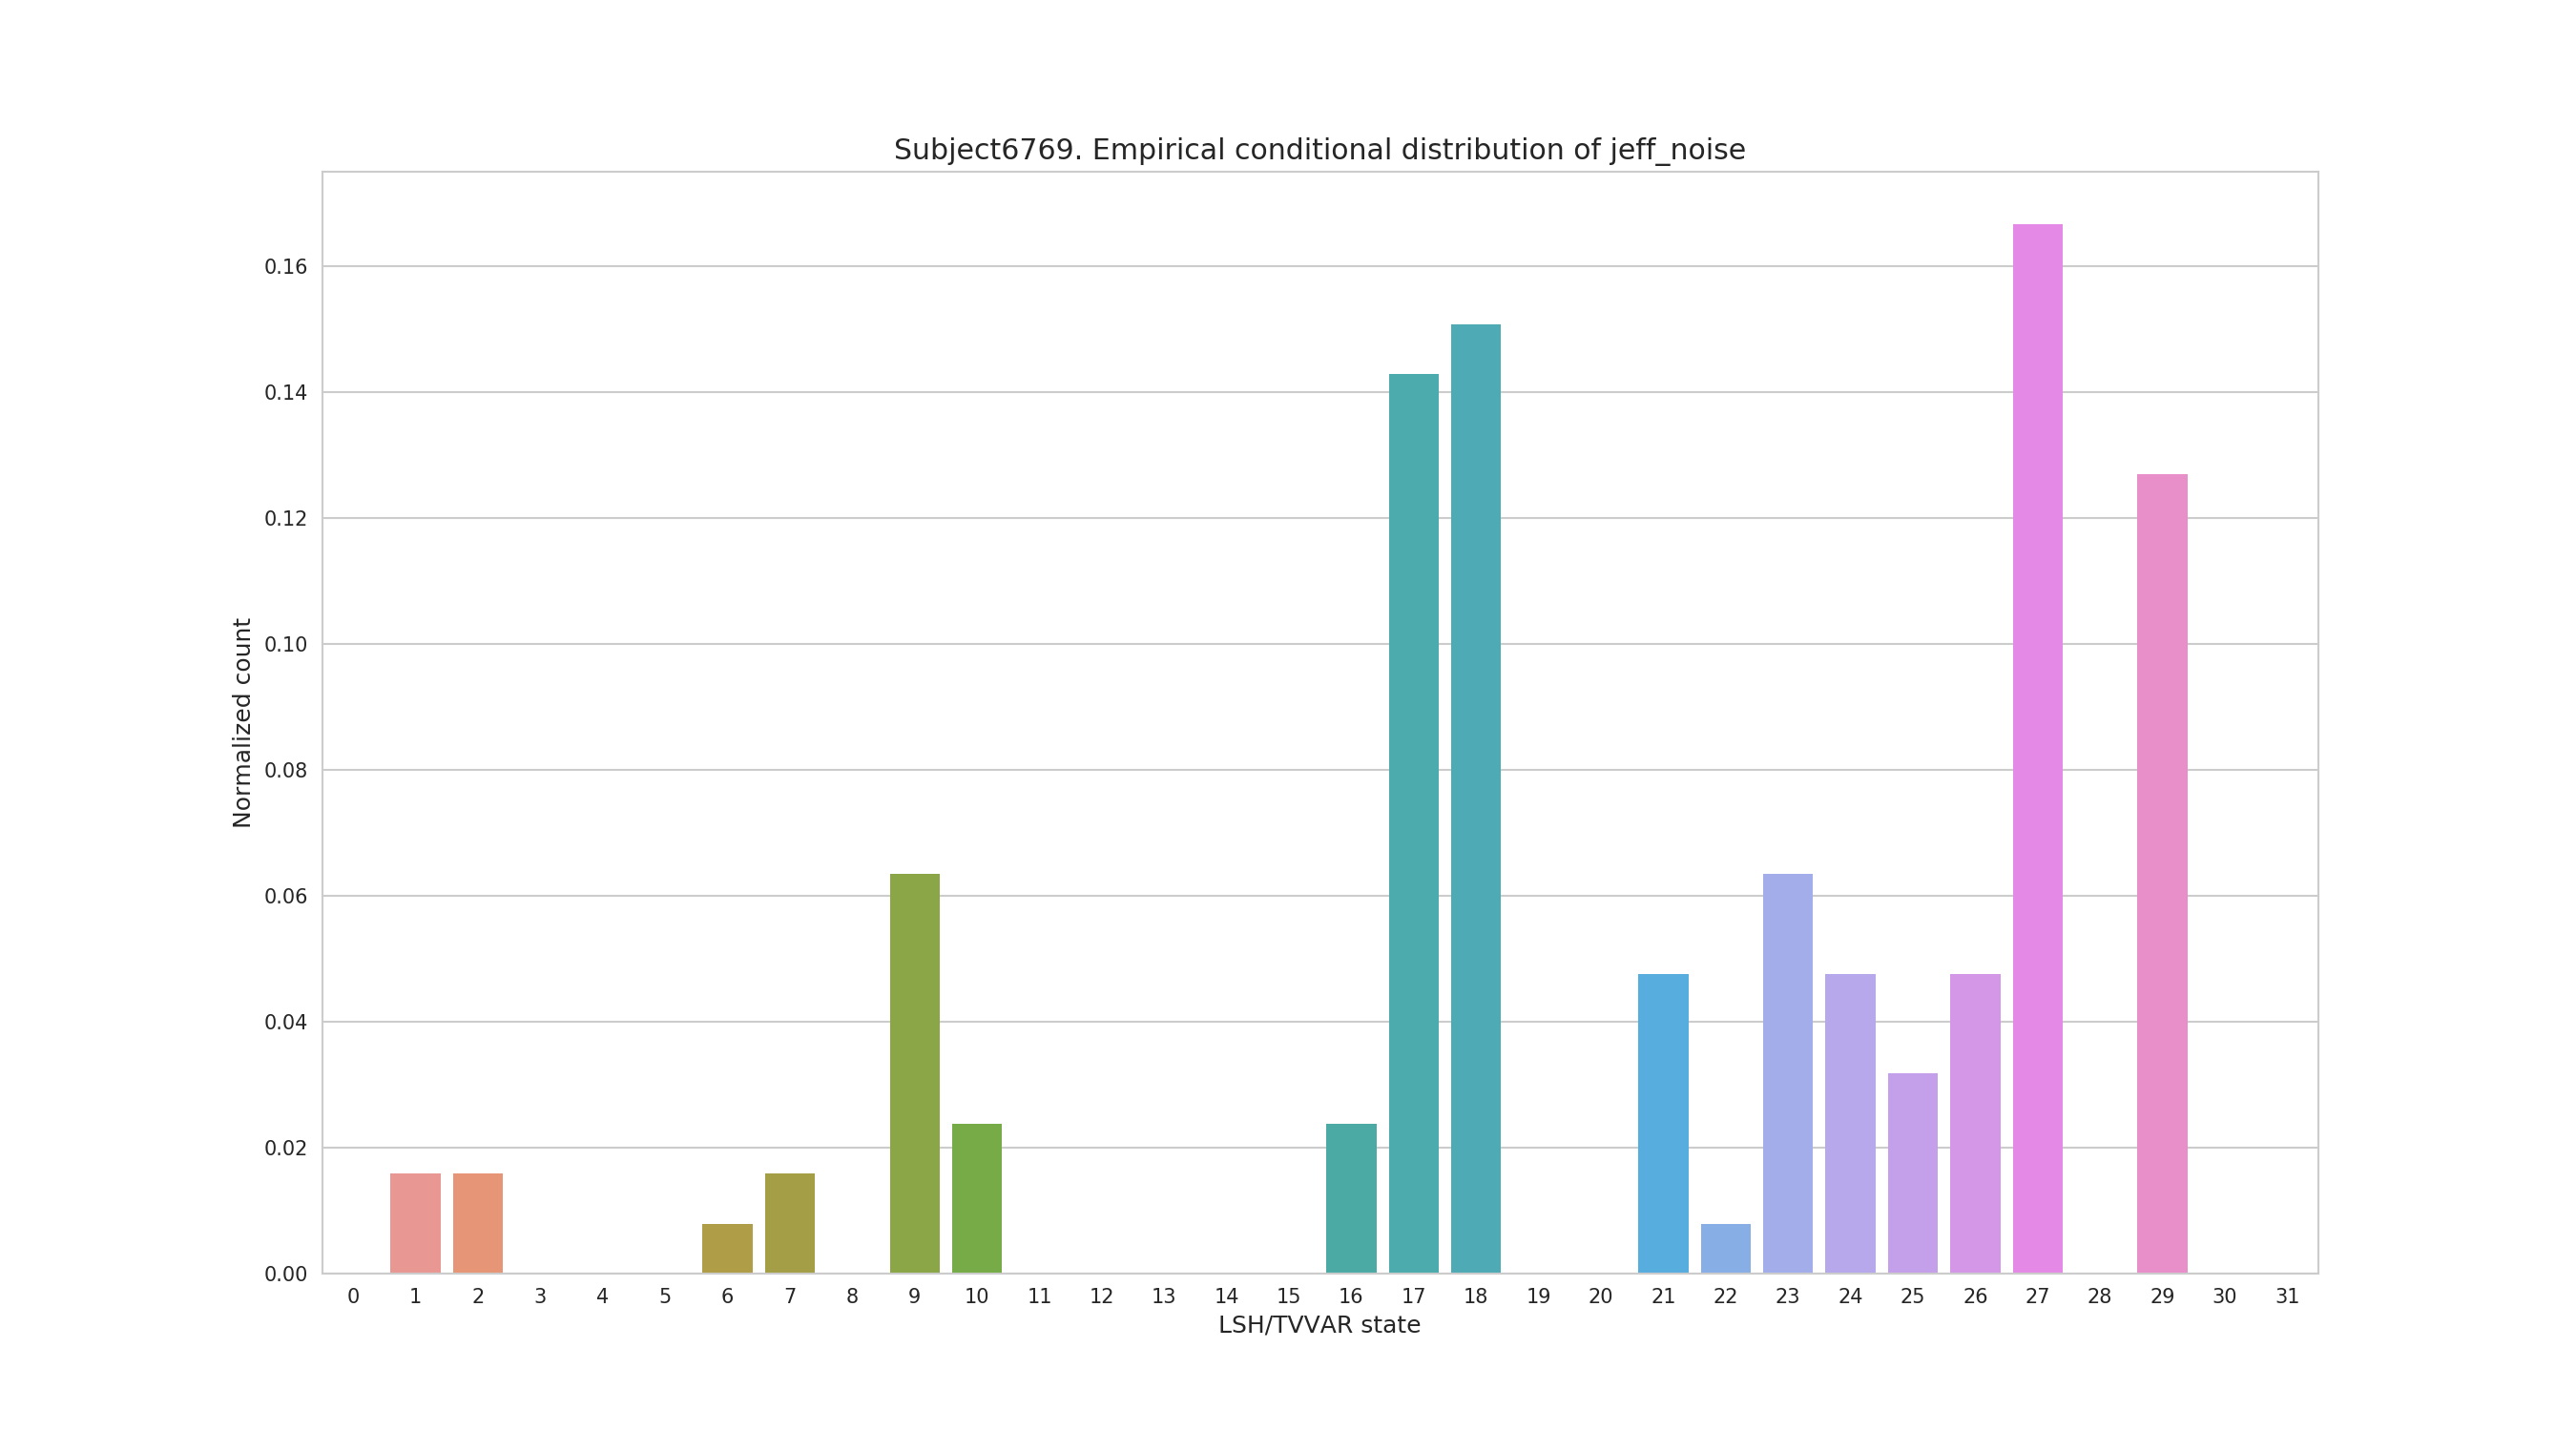 Subject6769. Empirical conditional distribution of jeff_noise
0.16
0.14
0.12
0.10
0.08
0.06
0.04
0.02
0.00
Normalized count
0 1 2 3 4 5 6 7 8 9 10 11 12 13 14 15 16 17 18 19 20 21 22 23 24 25 26 27 28 29 30 31
LSH/TVVAR state